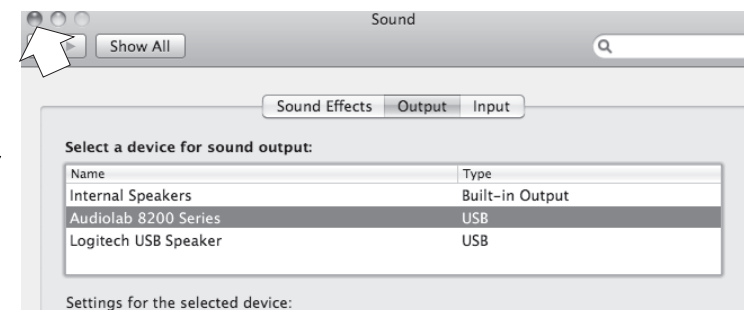 Sound
Show All
Sound Effects Output Input
Select a device for sound output:
Name Type
Internal Speakers Built-in Output
Audiolab 8200 Series USB
Logitech USB Speaker USB
Settings for the selected device: